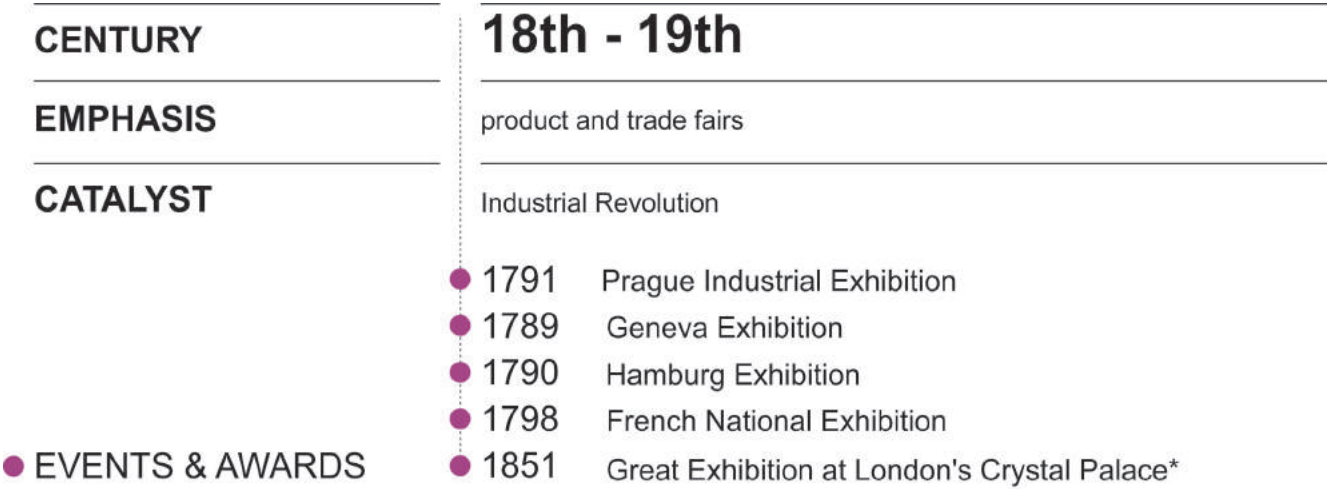 CENTURY 18th - 19th
EMPHASIS product and trade fairs
CATALYST Industrial Revolution
1791 Prague Industrial Exhibition
1789 Geneva Exhibition
1790 Hamburg Exhibition
1798 French National Exhibition
EVENTS & AWARDS 1851 Great Exhibition at London's Crystal Palace*